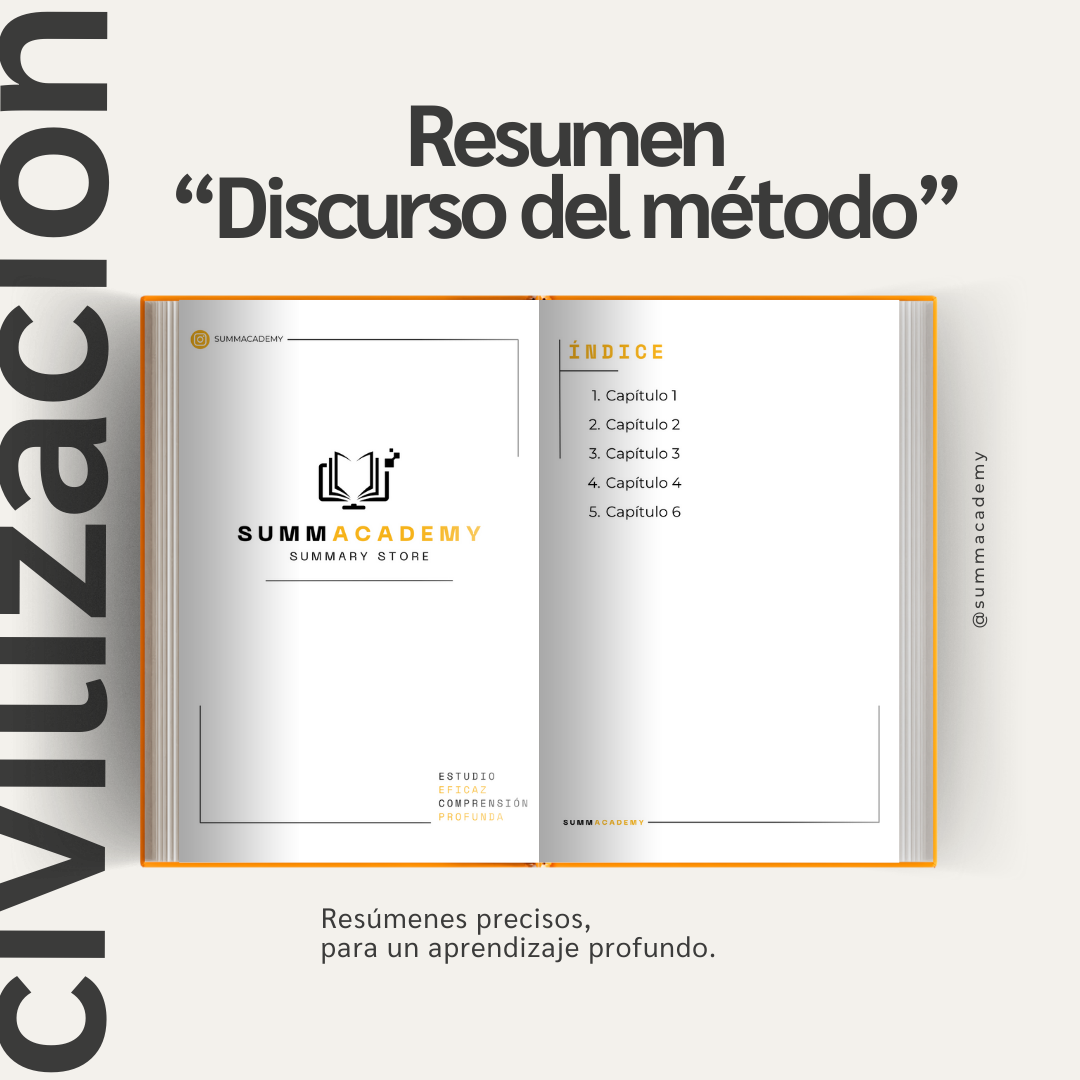 civilizacion
Resumen
“Discurso del método”
SUMMACADEMY
SUMMACADEMY
SUMMARY STORE
ESTUDIO
EFICAZ
COMPRENSIÓN
PROFUNDA
ÍNDICE
1. Capítulo 1
2. Capítulo 2
3. Capítulo 3
4. Capítulo 4
5. Capítulo 6
SUMMACADEMY
@summacademy
Resúmenes precisos,
para un aprendizaje profundo.